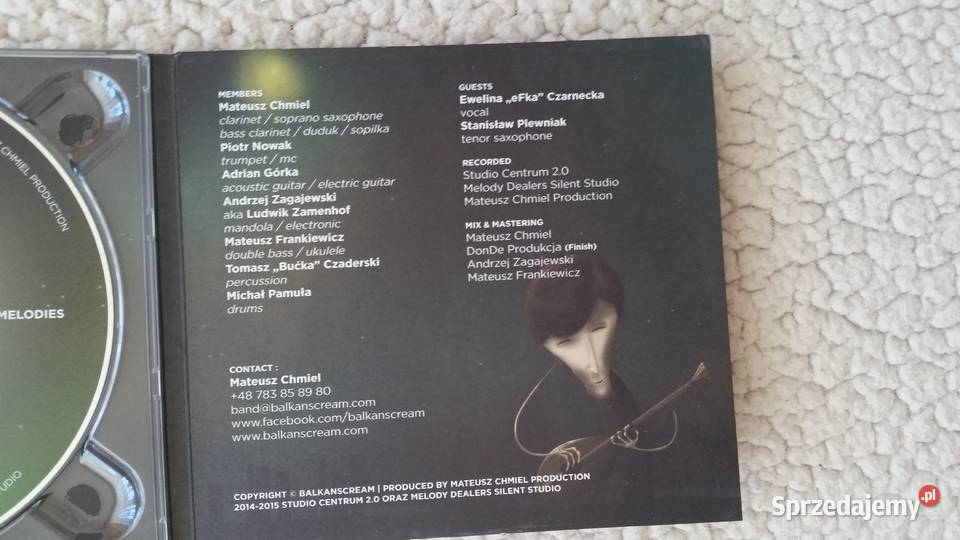 CHMIEL PRODUCTION
MELODIES
STUDIO
MEMBERS
Mateusz Chmiel
clarinet / soprano saxophone
bass clarinet / duduk / sopilka
Piotr Nowak
trumpet / mc
Adrian Górka
acoustic guitar / electric guitar
Andrzej Zagajewski
aka Ludwik Zamenhof
mandola / electronic
Mateusz Frankiewicz
double bass / ukulele
Tomasz „Bućka” Czaderski
percussion
Michał Pamuła
drums
CONTACT :
Mateusz Chmiel
+48 783 85 89 80
band@balkanscream.com
www.facebook.com/balkanscream
www.balkanscream.com
GUESTS
Ewelina „eFka” Czarnecka
vocal
Stanisław Plewniak
tenor saxophone
RECORDED
Studio Centrum 2.0
Melody Dealers Silent Studio
Mateusz Chmiel Production
MIX & MASTERING
Mateusz Chmiel
DonDe Produkcja (Finish)
Andrzej Zagajewski
Mateusz Frankiewicz
COPYRIGHT © BALKANSCREAM | PRODUCED BY MATEUSZ CHMIEL PRODUCTION
2014-2015 STUDIO CENTRUM 2.0 ORAZ MELODY DEALERS SILENT STUDIO
Sprzedajemy.pl